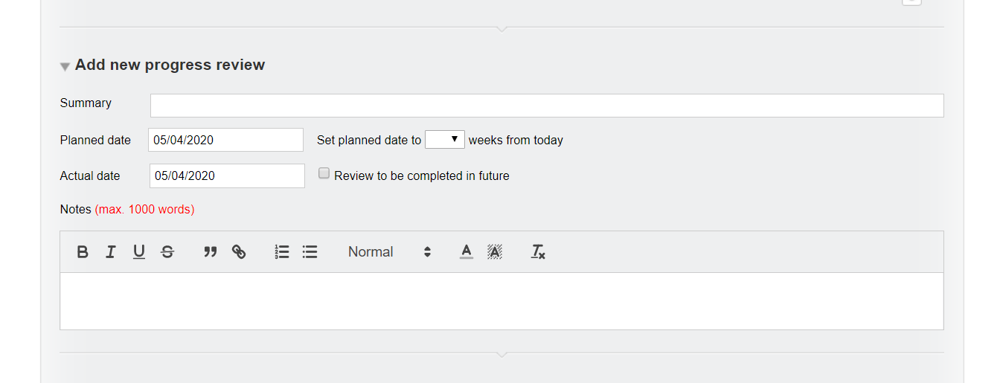 Add new progress review
Summary
Planned date 05/04/2020 Set planned date to weeks from today
Actual date 05/04/2020 Review to be completed in future
Notes (max. 1000 words)
B I U S Normal A A Tx